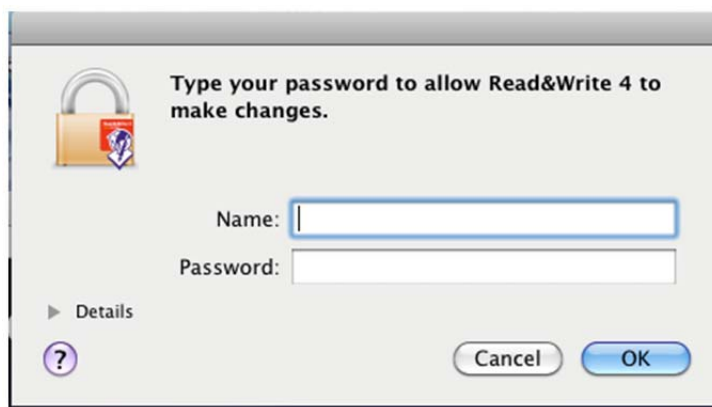 Type your password to allow Read&Write 4 to
make changes.
Name:
Password:
Details
?
Cancel
OK